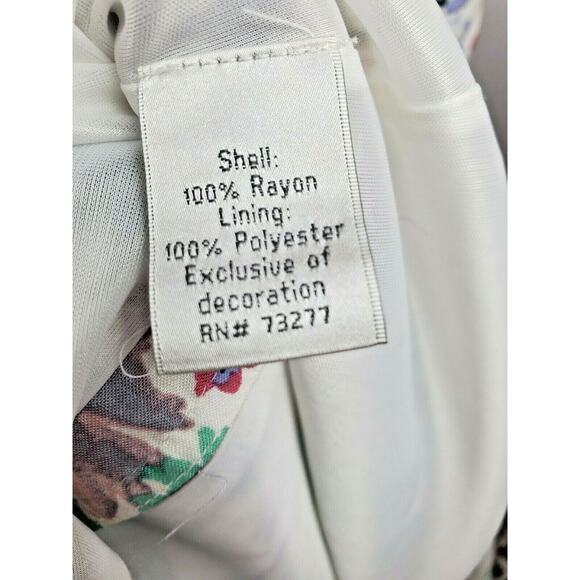 Shell:
100% Rayon
Lining:
100% Polyester
Exclusive of
decoration
RN# 73277